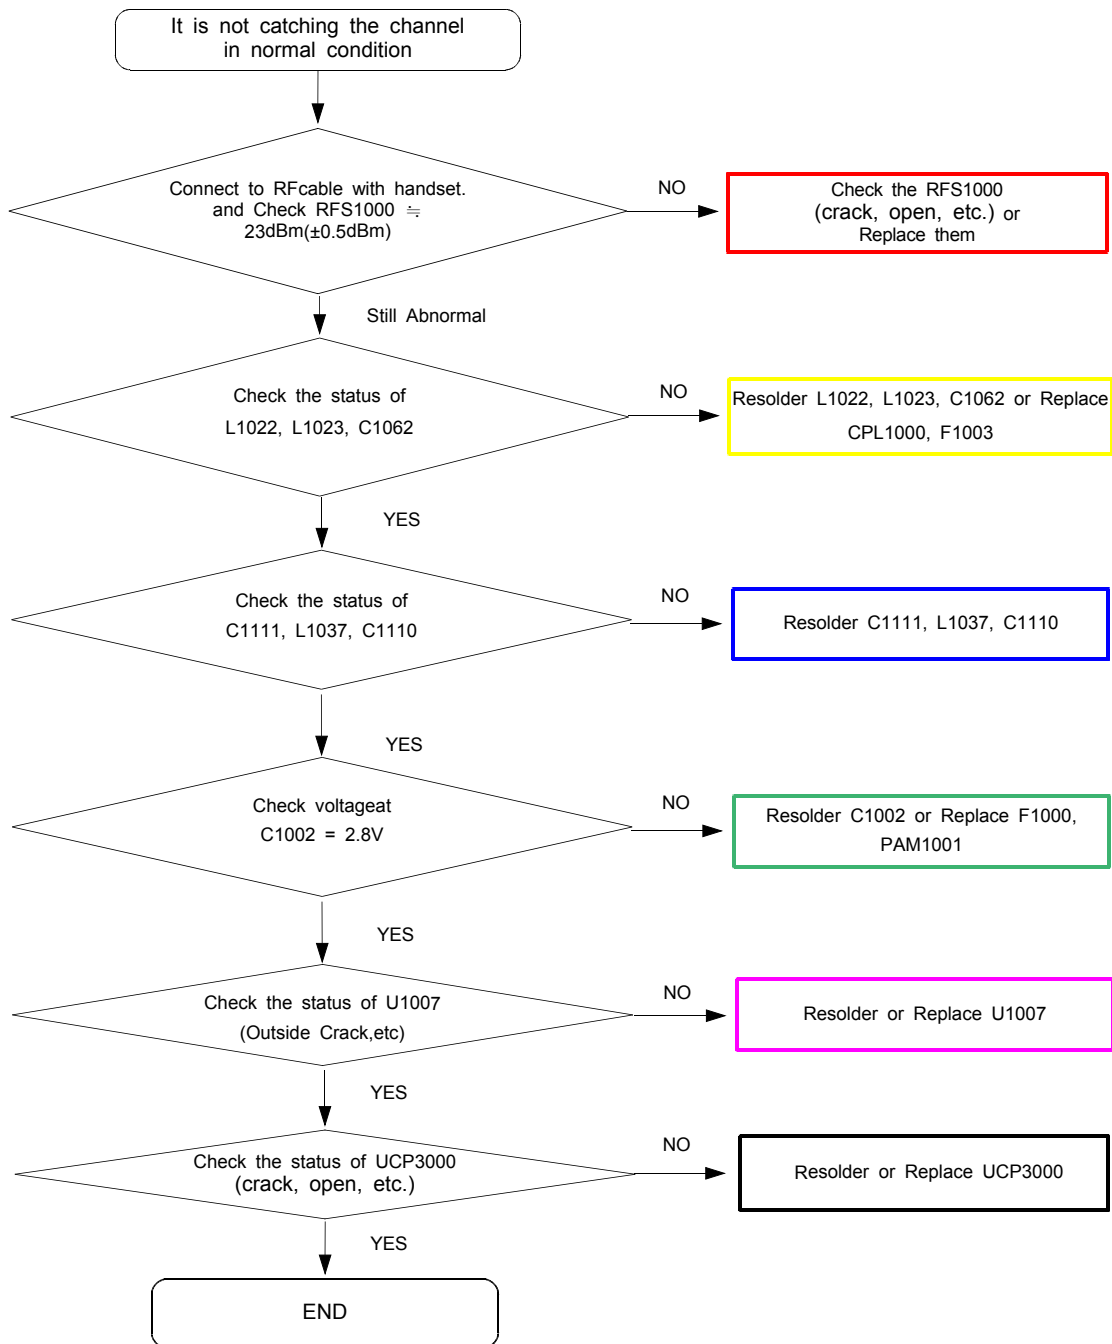 It is not catching the channel
in normal condition
Connect to RFcable with handset.
and Check RFS1000 ≒
23dBm(±0.5dBm)
NO
Check the RFS1000
(crack, open, etc.) or
Replace them
Still Abnormal
Check the status of
L1022, L1023, C1062
NO
Resolder L1022, L1023, C1062 or Replace
CPL1000, F1003
YES
Check the status of
C1111, L1037, C1110
NO
Resolder C1111, L1037, C1110
YES
Check voltageat
C1002 = 2.8V
NO
Resolder C1002 or Replace F1000,
PAM1001
YES
Check the status of U1007
(Outside Crack,etc)
NO
Resolder or Replace U1007
YES
Check the status of UCP3000
(crack, open, etc.)
NO
Resolder or Replace UCP3000
YES
END